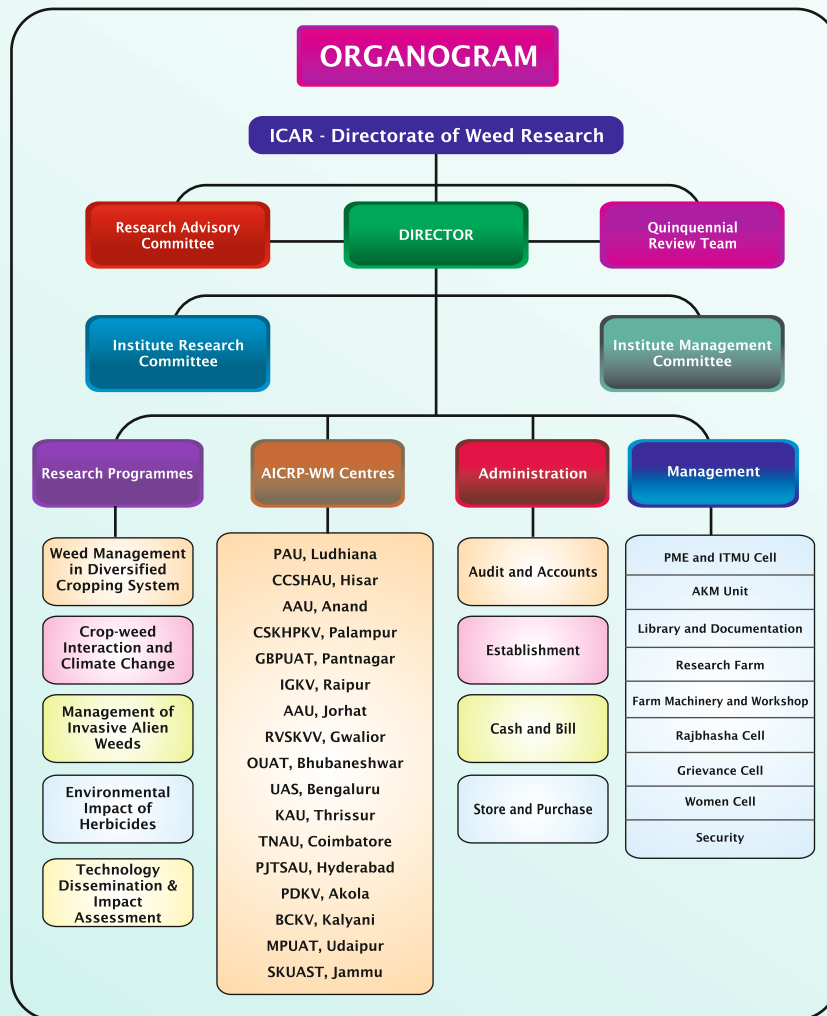 ORGANOGRAM
ICAR - Directorate of Weed Research
Research Advisory
Committee
DIRECTOR
Quinquennial
Review Team
Institute Research
Committee
Institute Management
Committee
Research Programmes
AICRP-WM Centres
Administration
Management
Weed Management
in Diversified
Cropping System
Crop-weed
Interaction and
Climate Change
Management of
Invasive Alien
Weeds
Environmental
Impact of
Herbicides
Technology
Dissemination &
Impact
Assessment
PAU, Ludhiana
CCSHAU, Hisar
AAU, Anand
CSKHPKV, Palampur
GBPUAT, Pantnagar
IGKV, Raipur
AAU, Jorhat
RVSKVV, Gwalior
OUAT, Bhubaneshwar
UAS, Bengaluru
KAU, Thrissur
TNAU, Coimbatore
PJTSAU, Hyderabad
PDKV, Akola
BCKV, Kalyani
MPUAT, Udaipur
SKUAST, Jammu
Audit and Accounts
Establishment
Cash and Bill
Store and Purchase
PME and ITMU Cell
AKM Unit
Library and Documentation
Research Farm
Farm Machinery and Workshop
Rajbhasha Cell
Grievance Cell
Women Cell
Security